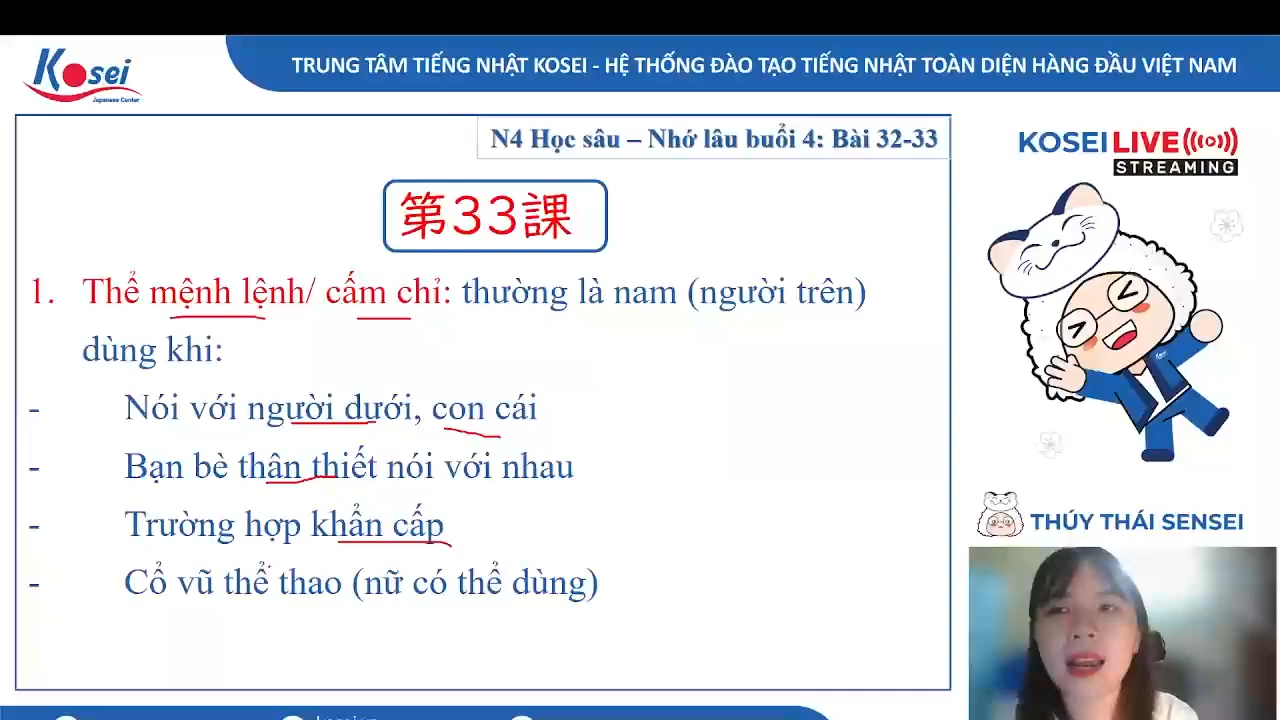 Kosei
Japanese Center
TRUNG TÂM TIẾNG NHẬT KOSEI - HỆ THỐNG ĐÀO TẠO TIẾNG NHẬT TOÀN DIỆN HÀNG ĐẦU VIỆT NAM
N4 Học sâu – Nhớ lâu buổi 4: Bài 32-33
KOSEI LIVE
STREAMING
第33課
1. Thể mệnh lệnh/ cấm chỉ: thường là nam (người trên)
dùng khi:
- Nói với người dưới, con cái
- Bạn bè thân thiết nói với nhau
- Trường hợp khẩn cấp
- Cổ vũ thể thao (nữ có thể dùng)
THÚY THÁI SENSEI